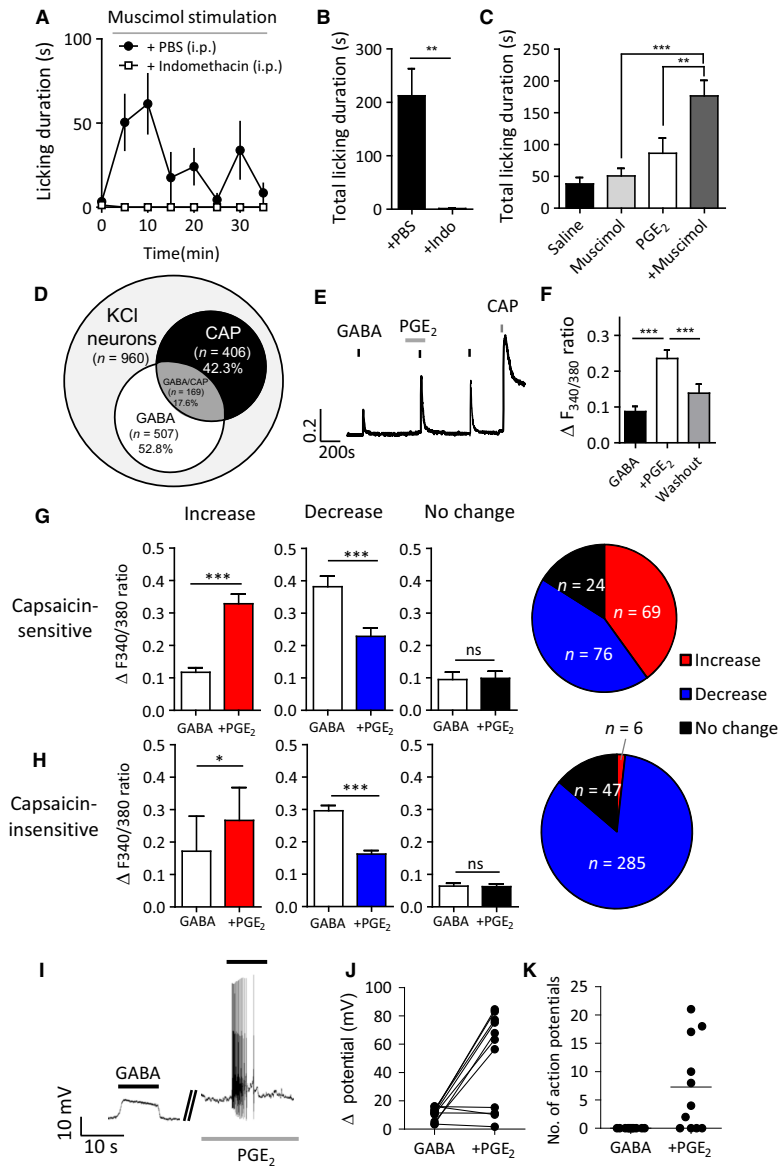 A
Muscimol stimulation
Licking duration (s)
100
50
0
+ PBS (i.p.)
+ Indomethacin (i.p.)
0 10 20 30
Time(min)
B
Total licking duration (s)
300
200
100
0
**
+PBS
+Indo
C
Total licking duration (s)
250
200
150
100
50
0
***
**
Saline
Muscimol
PGE2
+Muscimol
D
KCl
neurons
(n = 960)
CAP
(n = 406)
42.3%
GABA/CAP
(n = 169)
17.6%
GABA
(n = 507)
52.8%
E
GABA
PGE2
CAP
0.2
200s
F
Δ F340/380 ratio
0.3
0.2
0.1
0.0
***
***
GABA
+PGE2
Washout
G
Increase
Decrease
No change
Capsaicin-
sensitive
Δ F340/380 ratio
0.5
0.4
0.3
0.2
0.1
0.0
***
GABA +PGE2
0.5
0.4
0.3
0.2
0.1
0.0
***
GABA +PGE2
0.5
0.4
0.3
0.2
0.1
0.0
ns
GABA +PGE2
n = 24
n = 69
n = 76
Increase
Decrease
No change
H
Capsaicin-
insensitive
Δ F340/380 ratio
0.5
0.4
0.3
0.2
0.1
0.0
*
GABA +PGE2
0.5
0.4
0.3
0.2
0.1
0.0
***
GABA +PGE2
0.5
0.4
0.3
0.2
0.1
0.0
ns
GABA +PGE2
n = 6
n = 47
n = 285
I
GABA
10 mV
10 s
PGE2
J
Δ potential (mV)
100
80
60
40
20
0
GABA +PGE2
K
No. of action potentials
25
20
15
10
5
0
GABA +PGE2